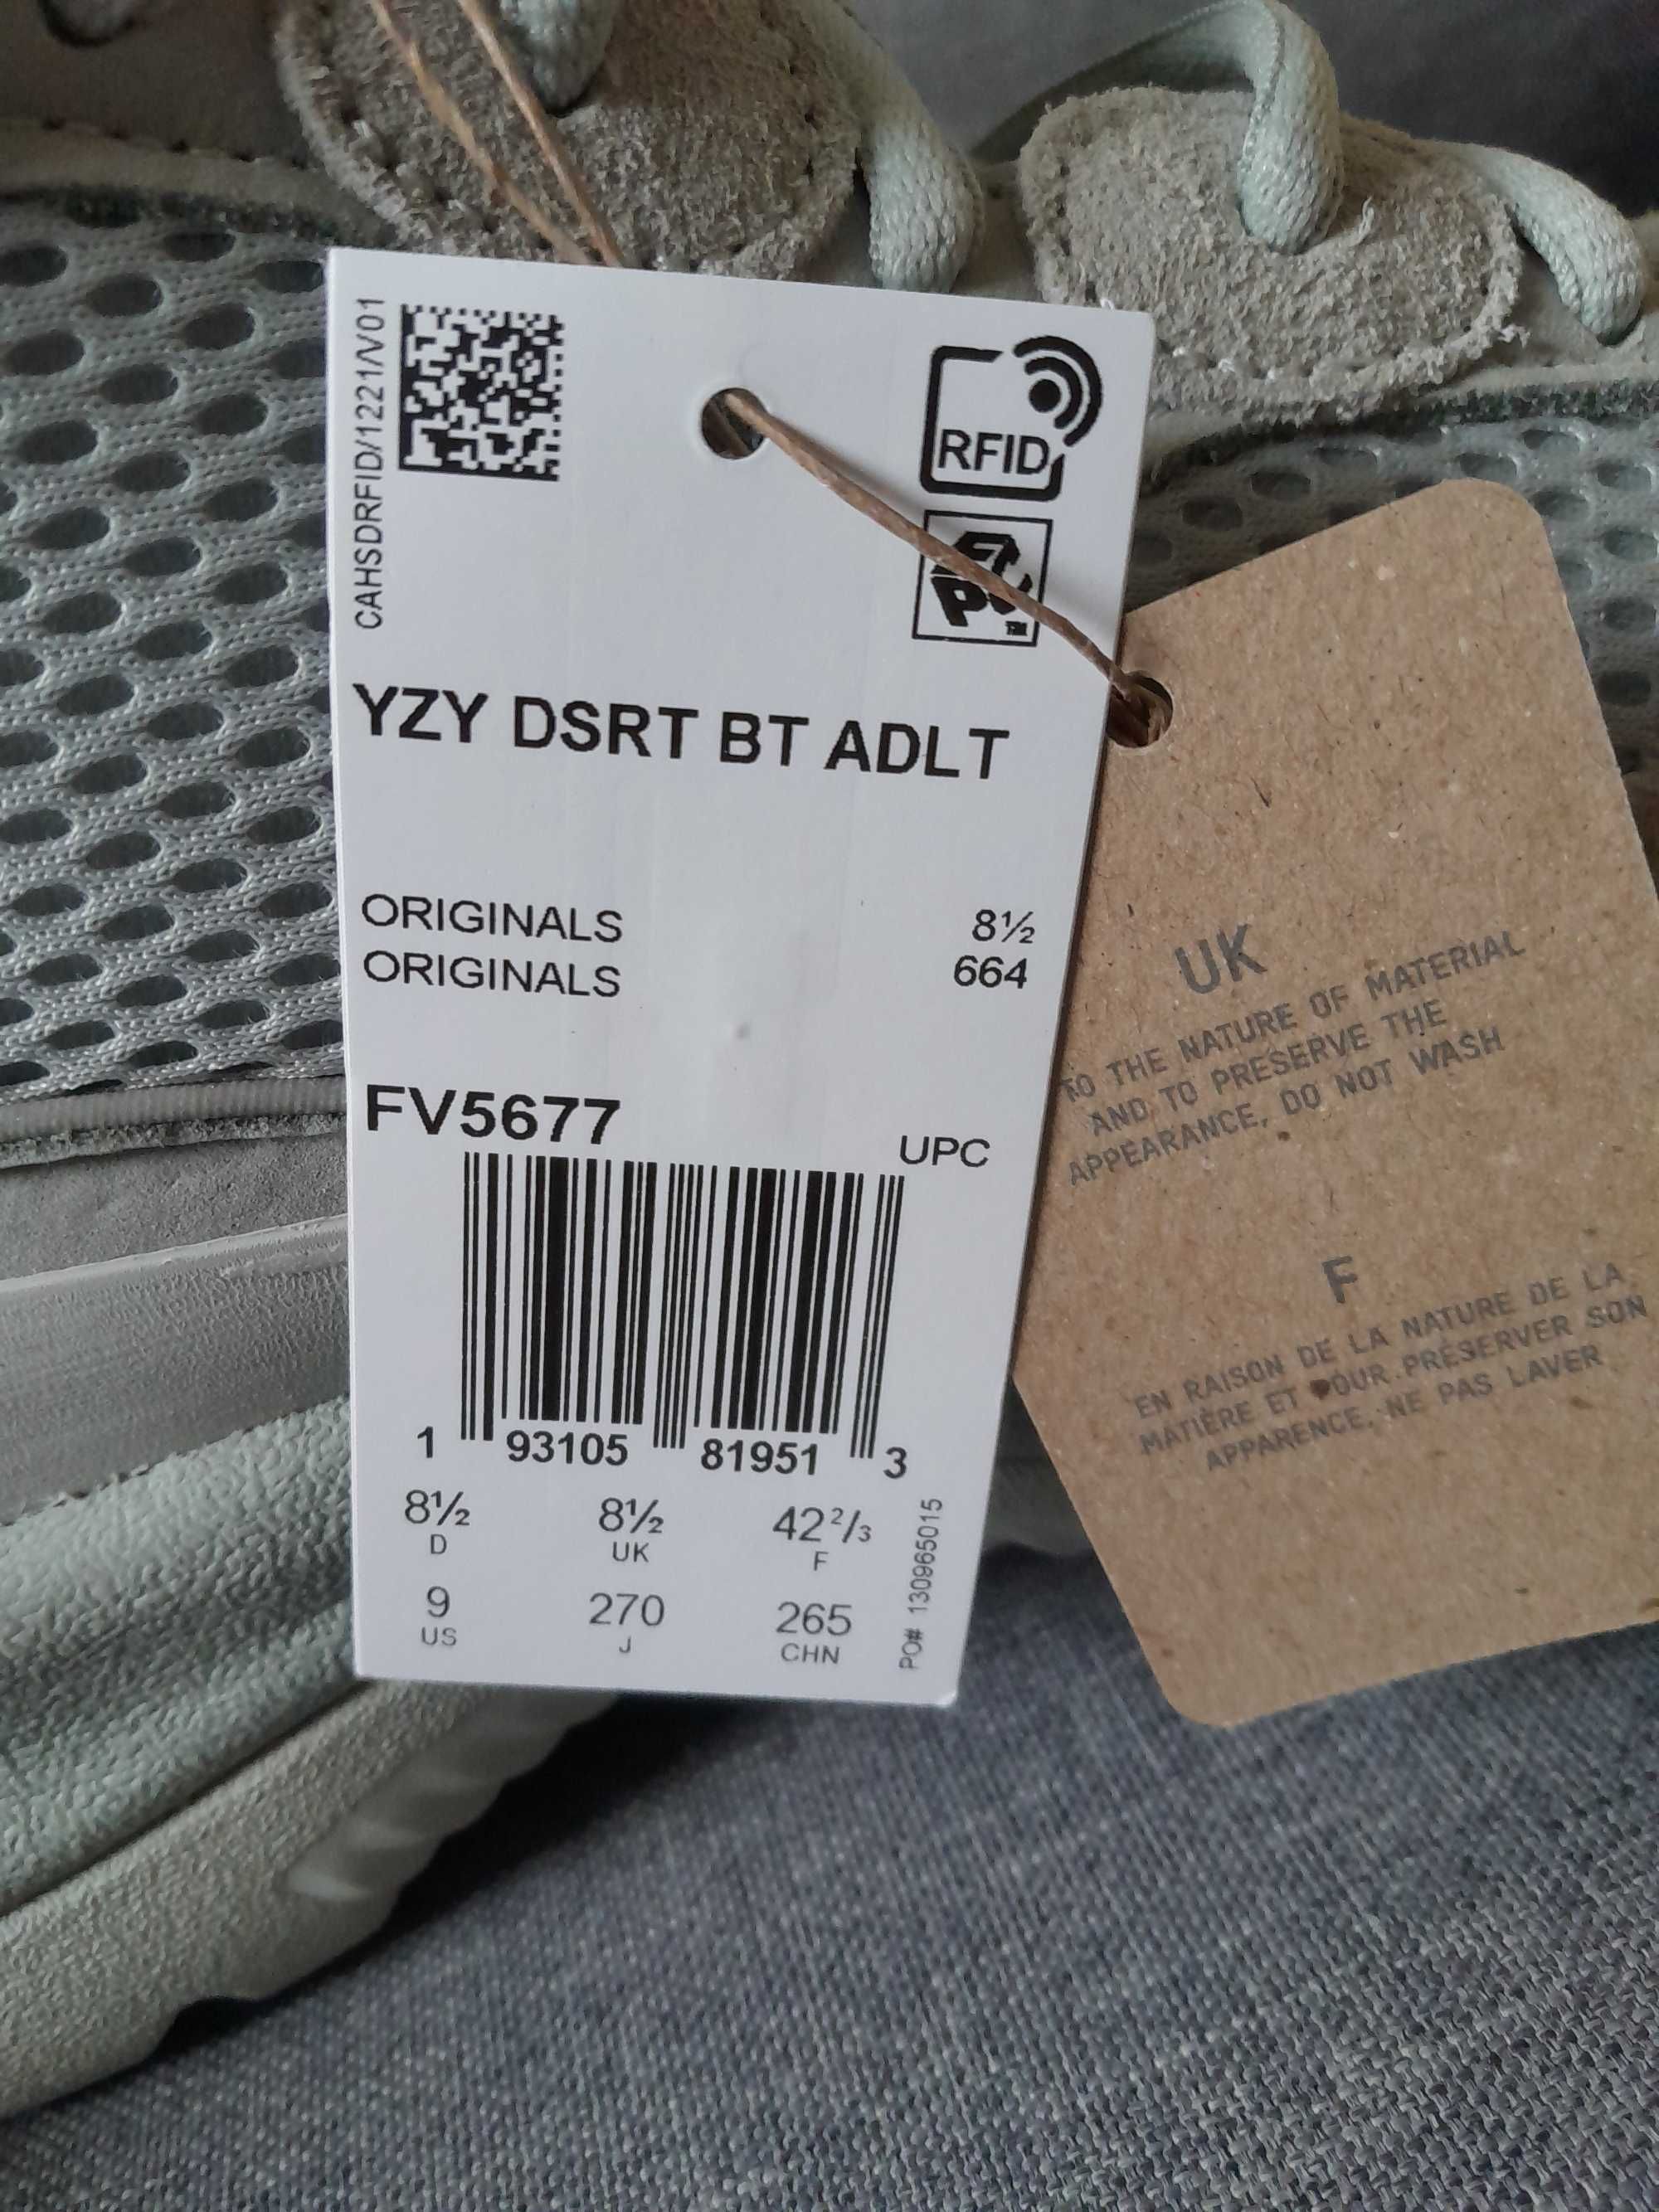 CAHSDRFID/1221/V01
RFID
TM
YZY DSRT BT ADLT
ORIGINALS 8½
ORIGINALS 664
FV5677
UPC
1 93105 81951 3
8½ 8½ 42²/₃
D UK F
9 270 265
US J CHN
PO# 130965015
UK
TO THE NATURE OF MATERIAL
AND TO PRESERVE THE
APPEARANCE, DO NOT WASH
F
EN RAISON DE LA NATURE DE LA
MATIÈRE ET POUR PRÉSERVER SON
APPARENCE, NE PAS LAVER